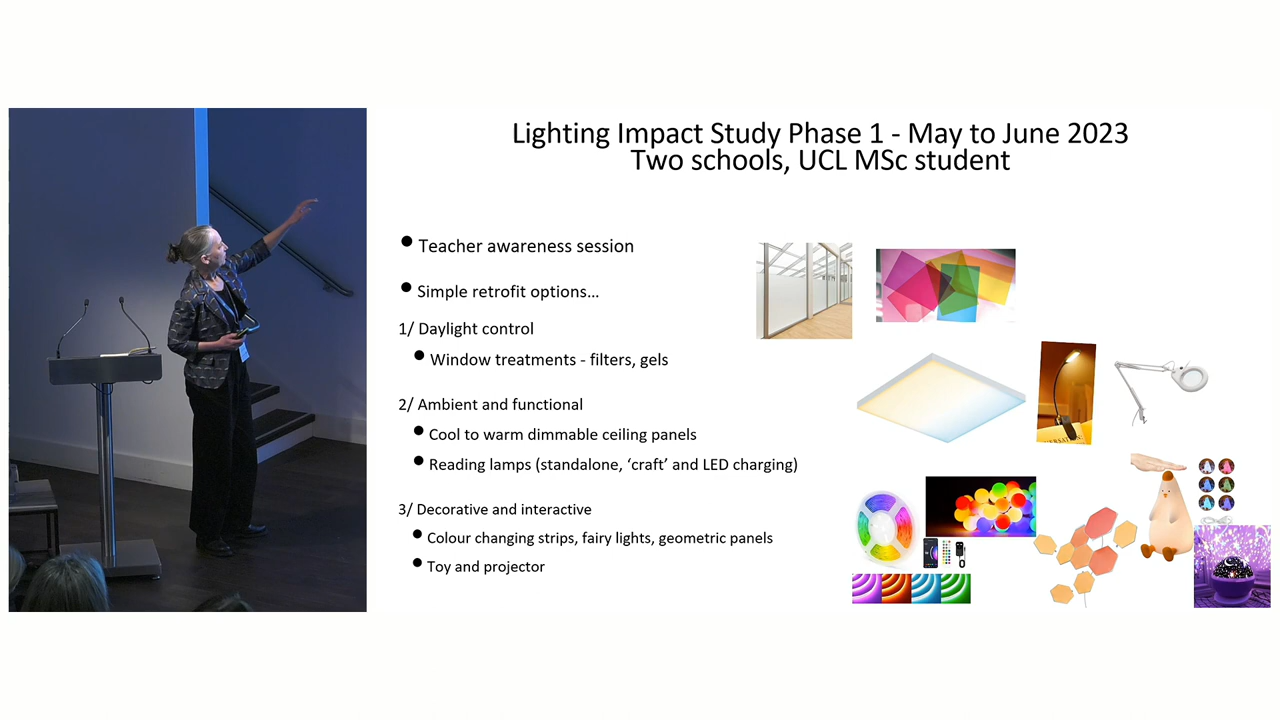 Lighting Impact Study Phase 1 - May to June 2023
Two schools, UCL MSc student
• Teacher awareness session
• Simple retrofit options...
1/ Daylight control
• Window treatments - filters, gels
2/ Ambient and functional
• Cool to warm dimmable ceiling panels
• Reading lamps (standalone, ‘craft’ and LED charging)
3/ Decorative and interactive
• Colour changing strips, fairy lights, geometric panels
• Toy and projector